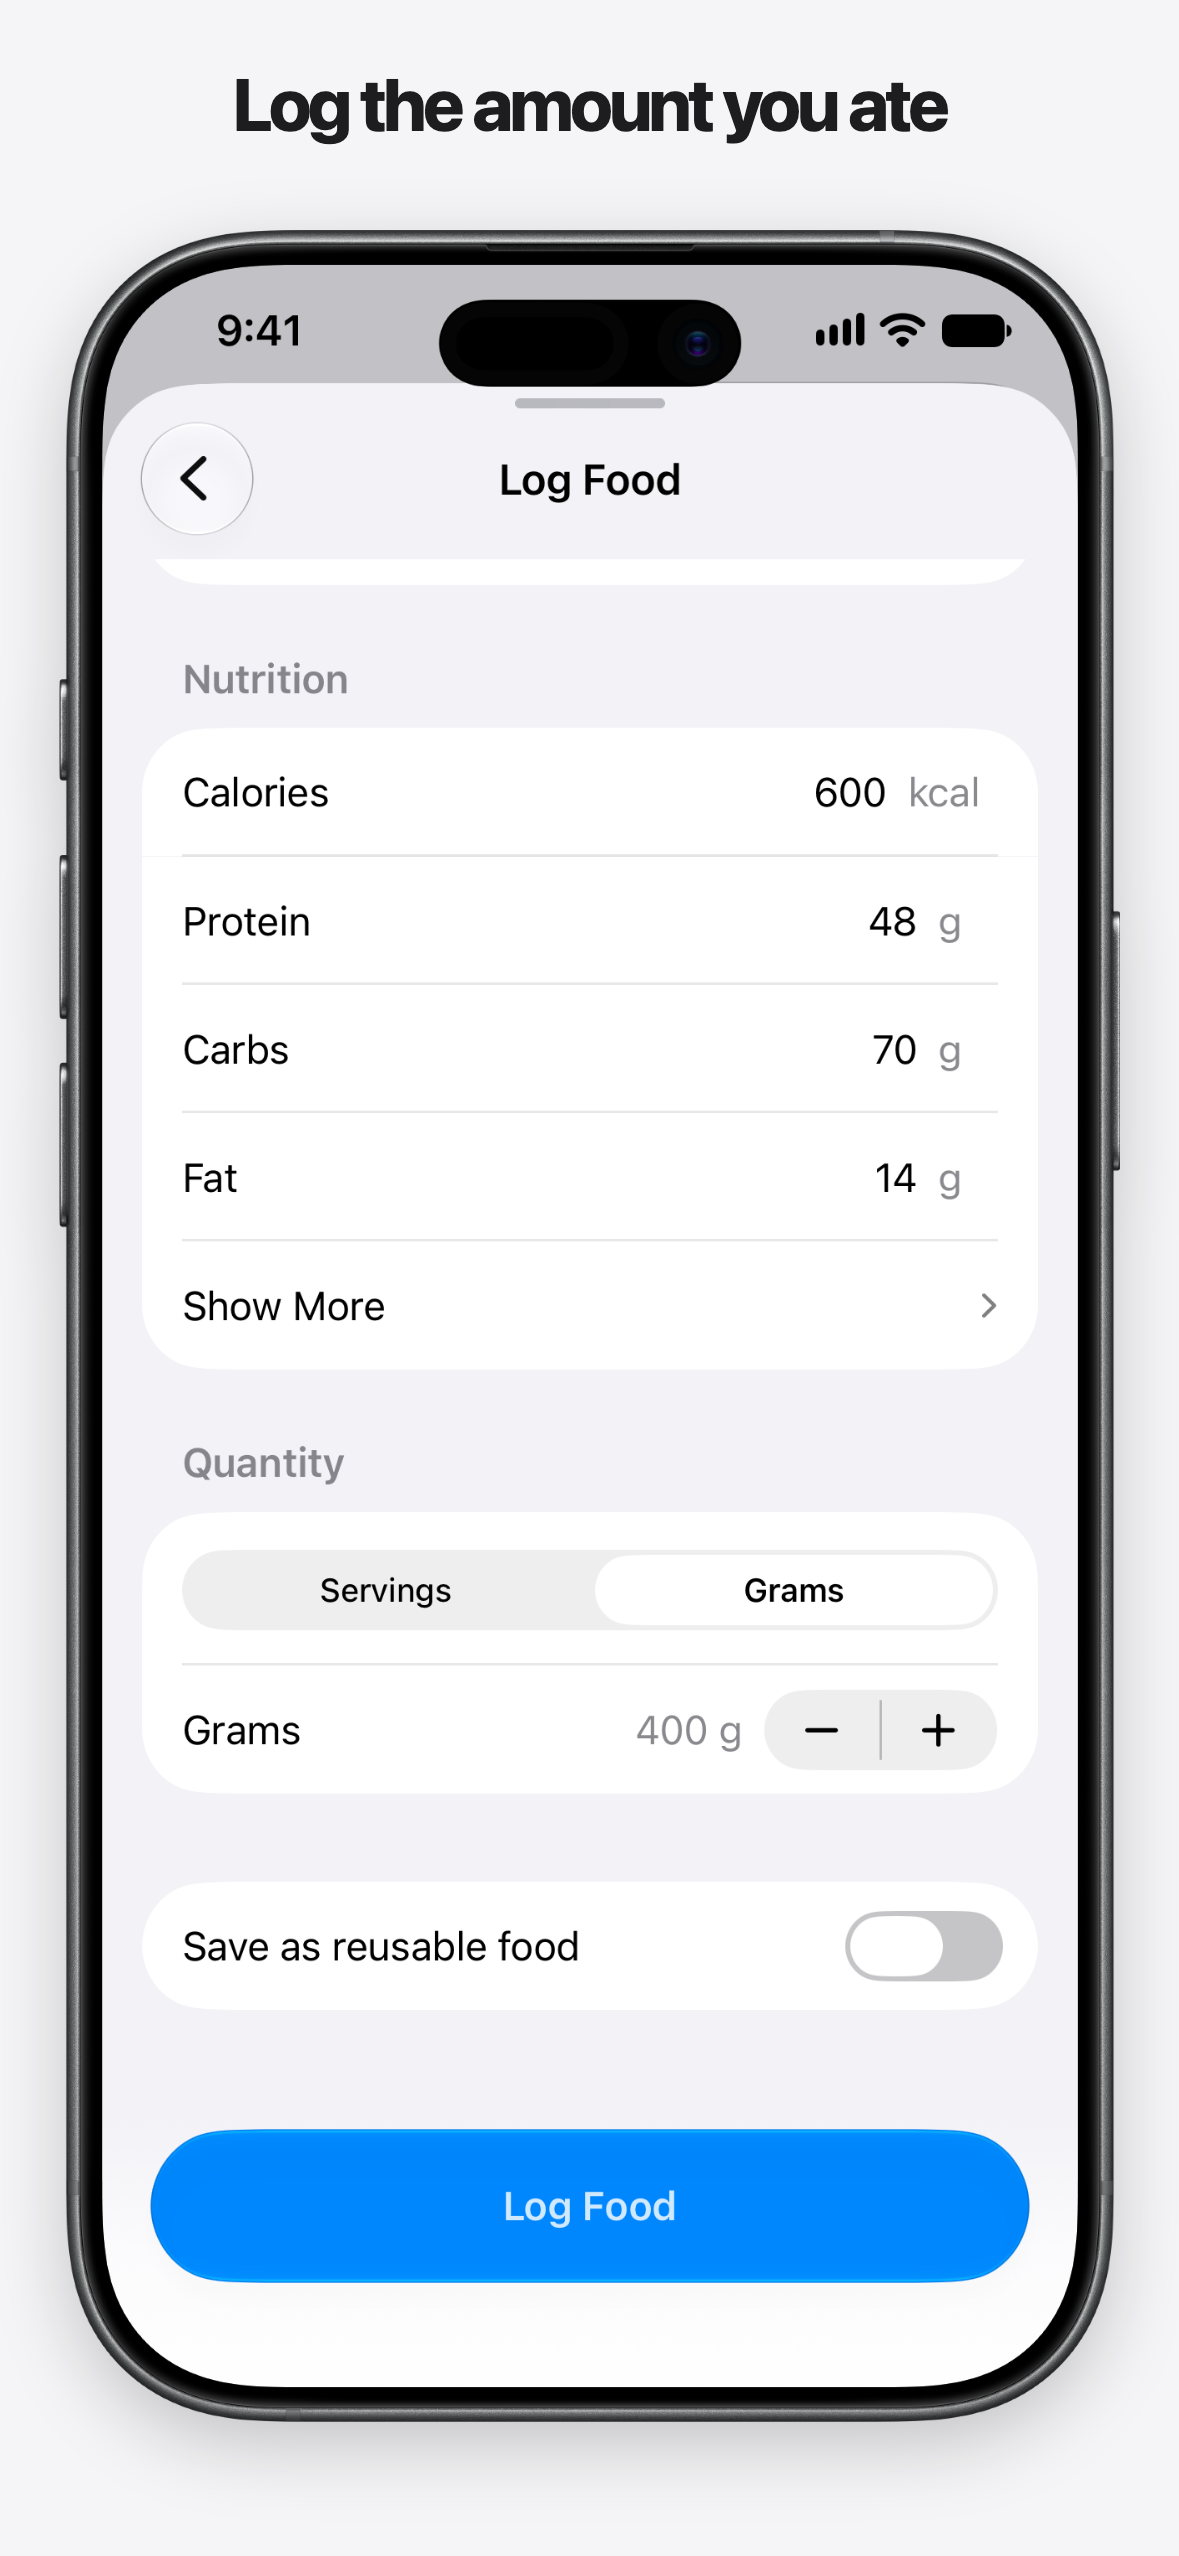 Log the amount you ate
9:41
Log Food
Nutrition
Calories 600 kcal
Protein 48 g
Carbs 70 g
Fat 14 g
Show More
Quantity
Servings Grams
Grams 400 g
Save as reusable food
Log Food